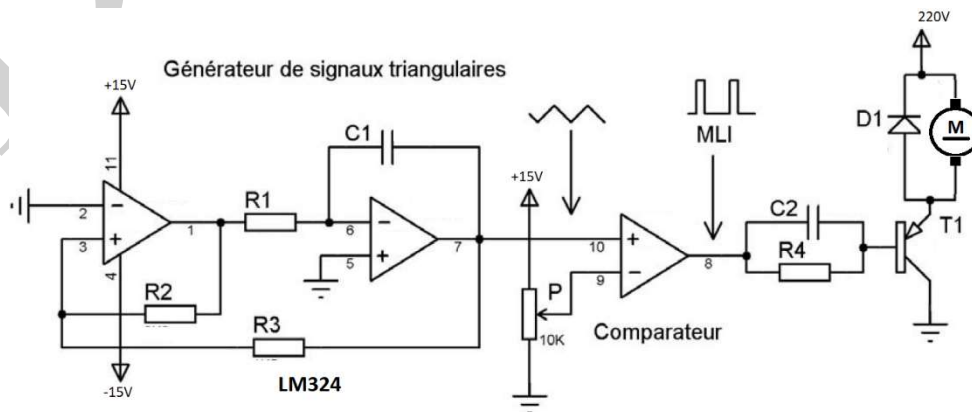 220V
Générateur de signaux triangulaires
+15V
C1
MLI
D1
M
11
R1
+15V
C2
T1
2
-
1
6
-
7
10
+
3
+
5
+
8
R4
4
9
-
R2
P
R3
10K
Comparateur
-15V
LM324